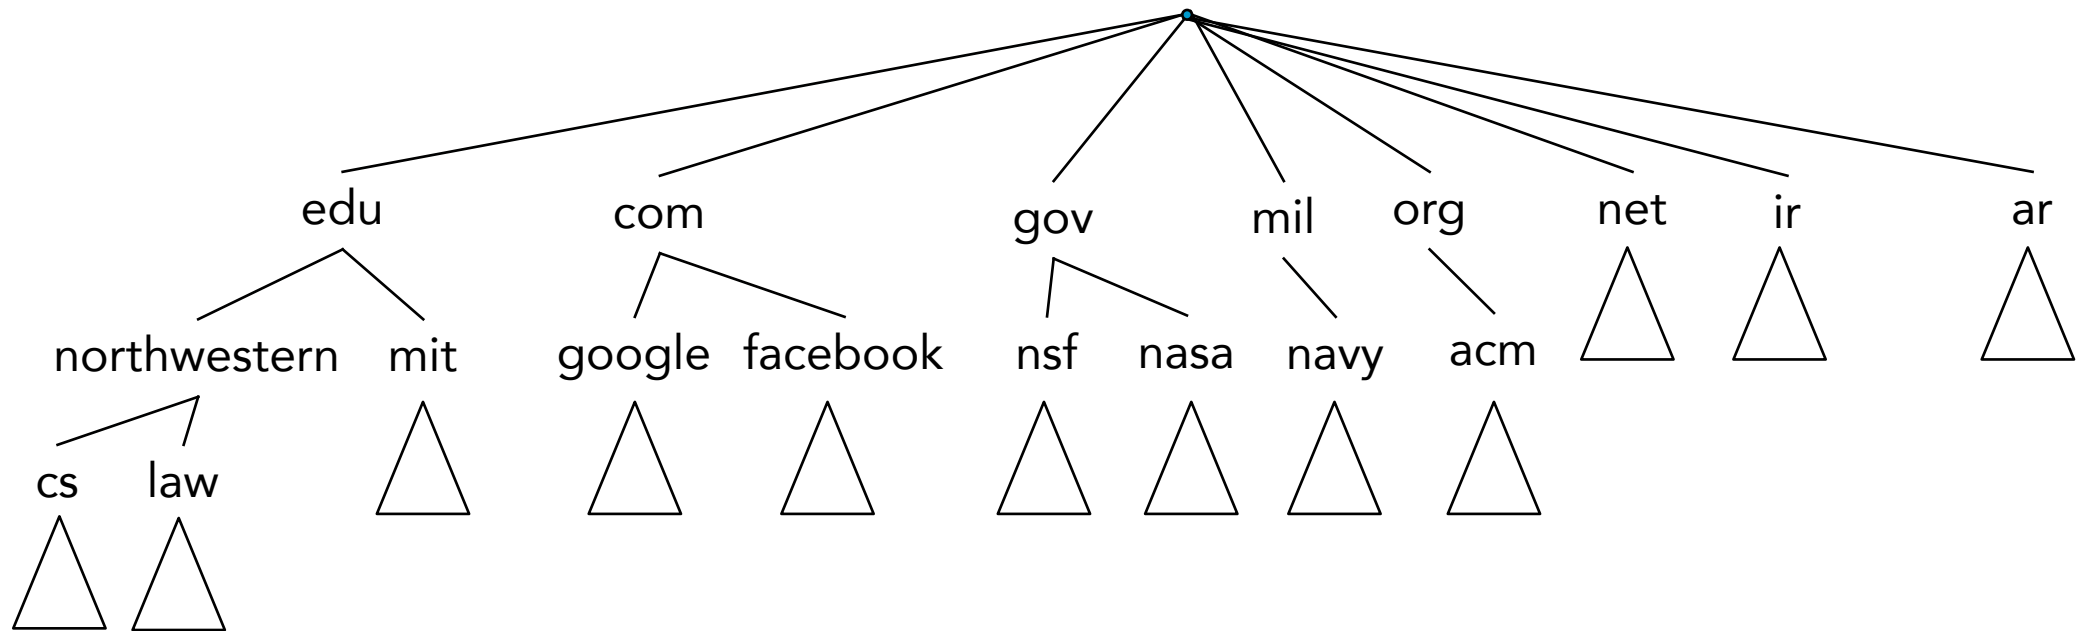 edu com gov mil org net ir ar
northwestern mit google facebook nsf nasa navy acm
cs law